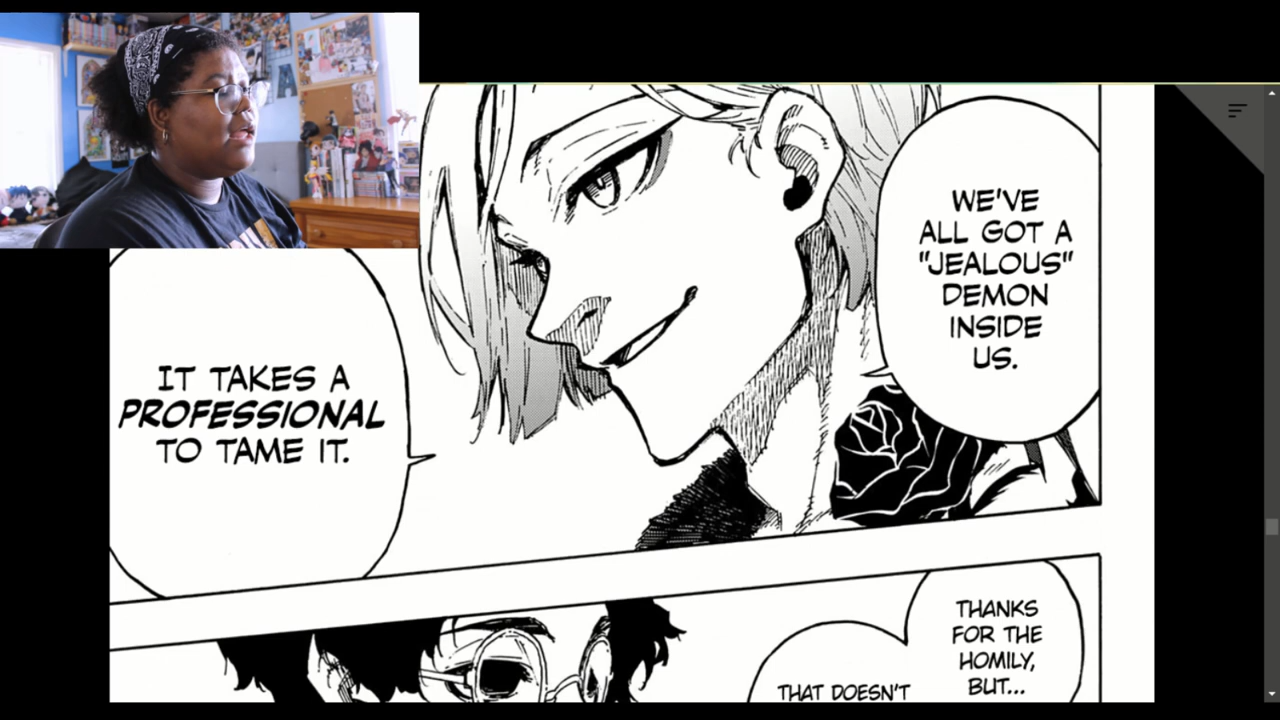 WE'VE
ALL GOT A
"JEALOUS"
DEMON
INSIDE
US.
IT TAKES A
PROFESSIONAL
TO TAME IT.
THANKS
FOR THE
HOMILY,
BUT...
THAT DOESN'T